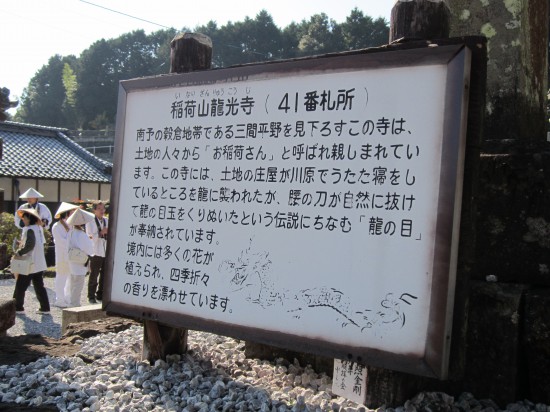 いなりざんりゅうこうじ
稲荷山龍光寺(41番札所)
南予の穀倉地帯である三間平野を見下ろすこの寺は、
土地の人々から「お稲荷さん」と呼ばれ親しまれてい
ます。この寺には、土地の庄屋が川原でうたた寝をし
ているところを龍に襲われたが、腰の刀が自然に抜け
て龍の目玉をくりぬいたという伝説にちなむ「龍の目」
が奉納されています。
境内には多くの花が
植えられ、四季折々
の香りを漂わせています。